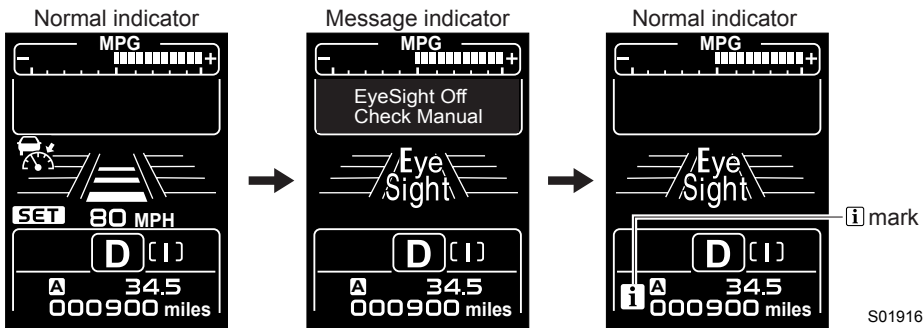 Normal indicator
MPG
- +
SET 80 MPH
D [I]
A 34.5
000900 miles
Message indicator
MPG
- +
EyeSight Off
Check Manual
Eye
Sight
D [I]
A 34.5
000900 miles
Normal indicator
MPG
- +
Eye
Sight
D [I]
A 34.5
i 000900 miles
i mark
S01916